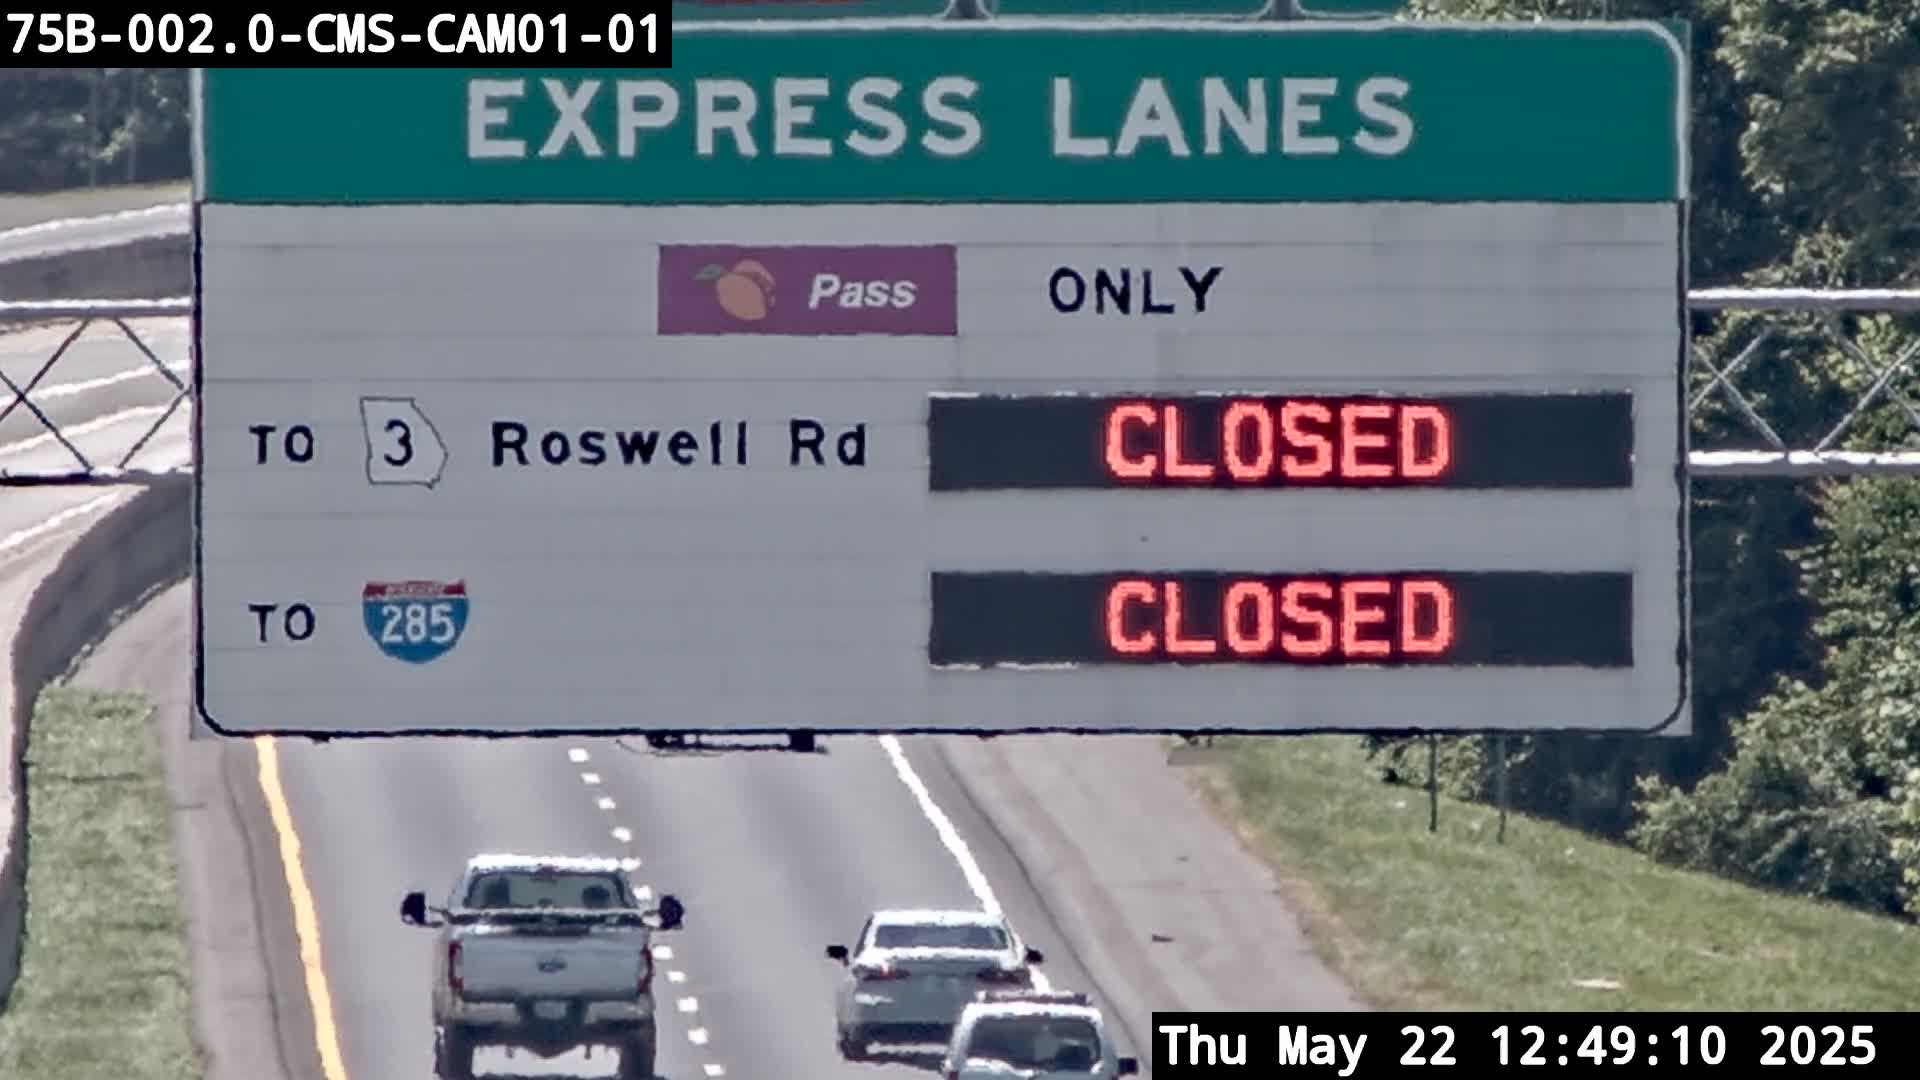 75B-002.0-CMS-CAM01-01
EXPRESS LANES
Pass ONLY
TO 3 Roswell Rd CLOSED
TO 285 CLOSED
Thu May 22 12:49:10 2025